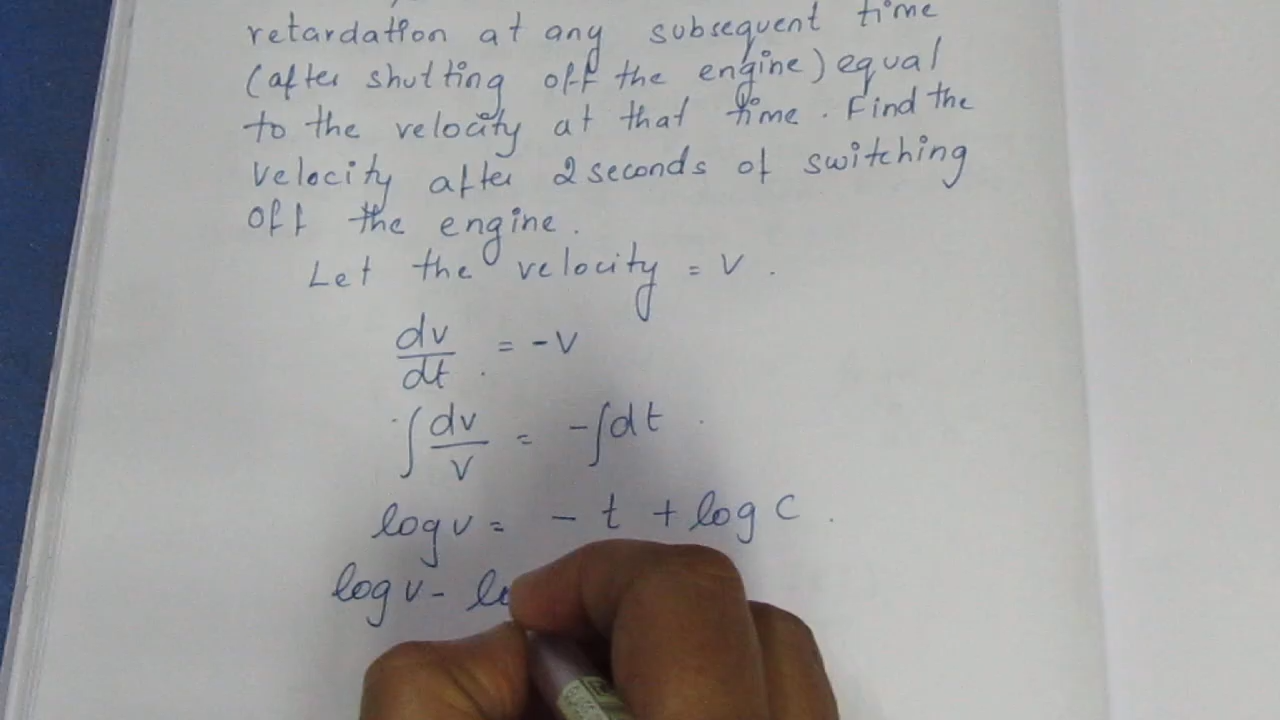 retardation at any subsequent time
(after shutting off the engine) equal
to the velocity at that time. Find the
velocity after 2 seconds of switching
off the engine.
Let the velocity = v.
dv/dt = -v
∫ dv/v = -∫dt.
log v = - t + log c.
log v - lo